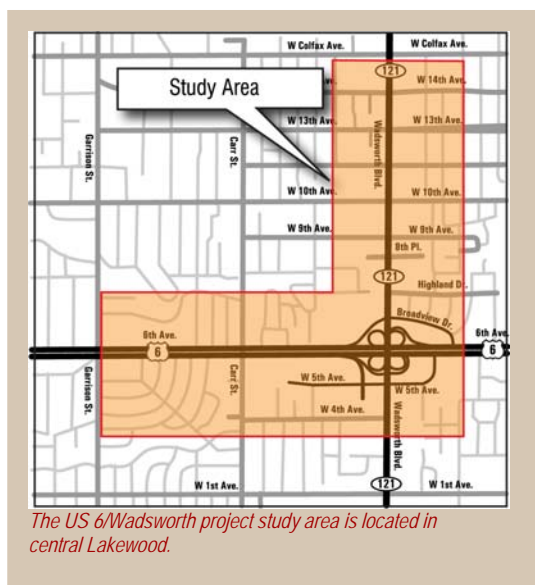 W Colfax Ave. W Colfax Ave.
121
Study Area
W 14th Ave.
W 13th Ave. W 13th Ave.
Garrison St.
Carr St.
Wadsworth Blvd.
W 10th Ave. W 10th Ave.
W 9th Ave. W 9th Ave.
8th Pl.
121
Highland Dr.
Broadview Dr.
6th Ave. 6th Ave.
6 6
W 5th Ave. W 5th Ave.
Garrison St.
Carr St.
W 4th Ave.
Wadsworth Blvd.
W 1st Ave. 121 W 1st Ave.
The US 6/Wadsworth project study area is located in
central Lakewood.